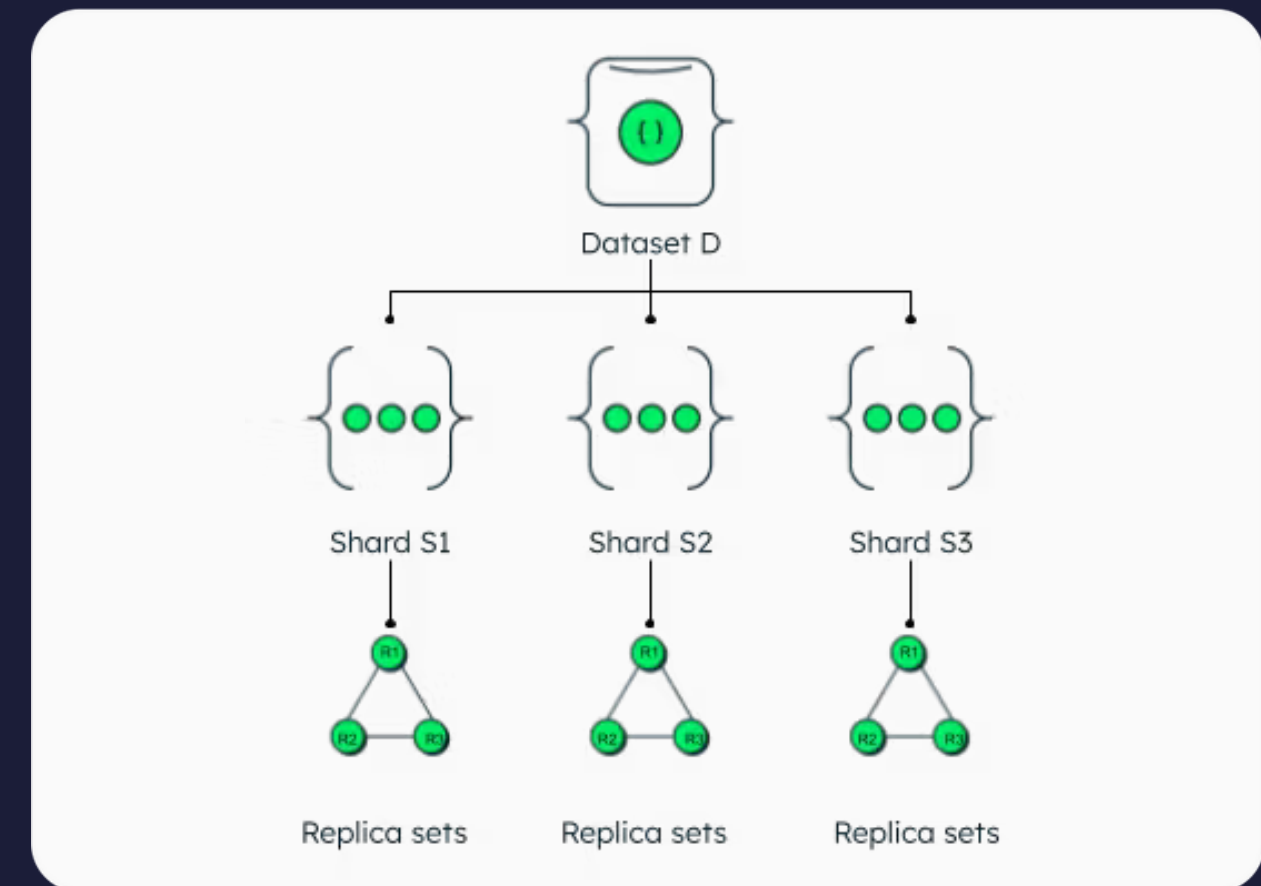 { }
Dataset D
Shard S1 Shard S2 Shard S3
R1 R1 R1
R2 R3 R2 R3 R2 R3
Replica sets Replica sets Replica sets